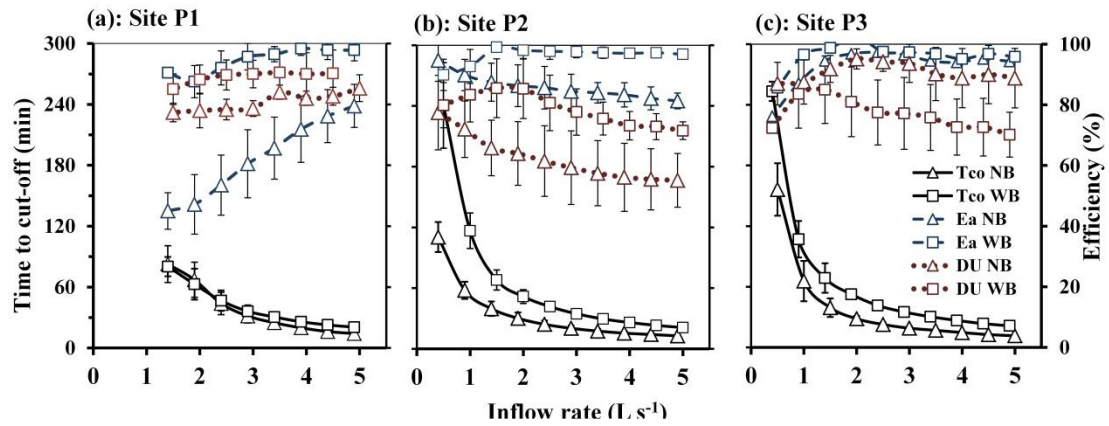 (a): Site P1
(b): Site P2
(c): Site P3
Time to cut-off (min)
300
240
180
120
60
0
0 1 2 3 4 5
0 1 2 3 4 5
0 1 2 3 4 5
Inflow rate (L s-1)
100
80
60
40
20
0
Efficiency (%)
Tco NB
Tco WB
Ea NB
Ea WB
DU NB
DU WB